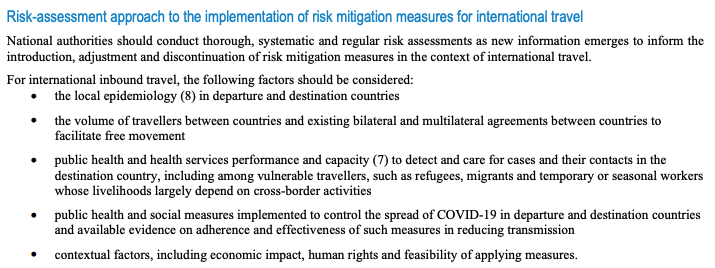 Risk-assessment approach to the implementation of risk mitigation measures for international travel
National authorities should conduct thorough, systematic and regular risk assessments as new information emerges to inform the
introduction, adjustment and discontinuation of risk mitigation measures in the context of international travel.
For international inbound travel, the following factors should be considered:
• the local epidemiology (8) in departure and destination countries
• the volume of travellers between countries and existing bilateral and multilateral agreements between countries to
facilitate free movement
• public health and health services performance and capacity (7) to detect and care for cases and their contacts in the
destination country, including among vulnerable travellers, such as refugees, migrants and temporary or seasonal workers
whose livelihoods largely depend on cross-border activities
• public health and social measures implemented to control the spread of COVID-19 in departure and destination countries
and available evidence on adherence and effectiveness of such measures in reducing transmission
• contextual factors, including economic impact, human rights and feasibility of applying measures.